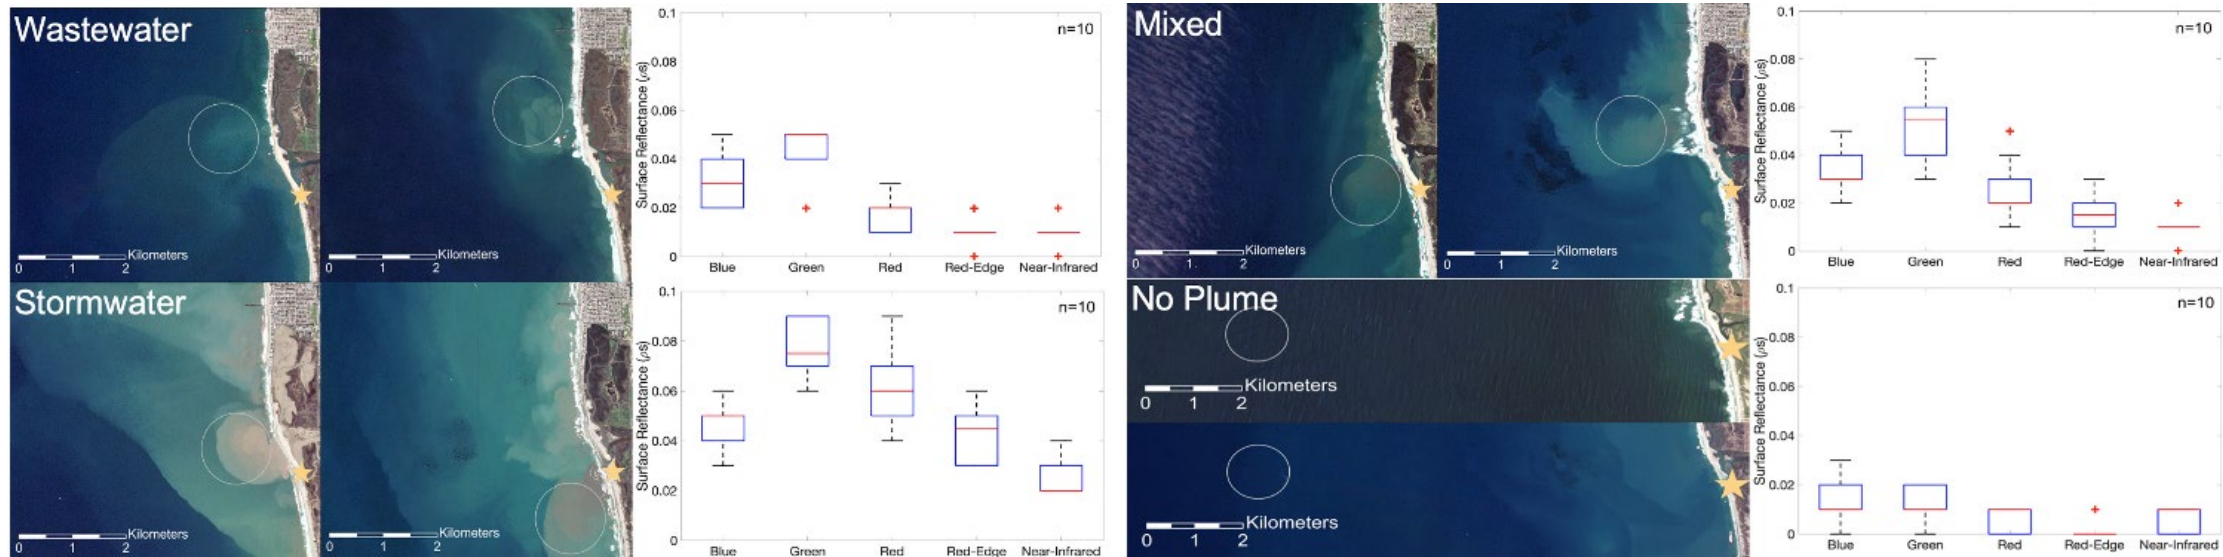 Wastewater
Kilometers
0 1 2
Kilometers
0 1 2
Surface Reflectance (ρs)
0.1
0.08
0.06
0.04
0.02
0
n=10
Blue Green Red Red-Edge Near-Infrared
Mixed
Kilometers
0 1 2
Kilometers
0 1 2
Surface Reflectance (ρs)
0.1
0.08
0.06
0.04
0.02
0
n=10
Blue Green Red Red-Edge Near-Infrared
Stormwater
Kilometers
0 1 2
Kilometers
0 1 2
Surface Reflectance (ρs)
0.1
0.08
0.06
0.04
0.02
0
n=10
Blue Green Red Red-Edge Near-Infrared
No Plume
Kilometers
0 1 2
Kilometers
0 1 2
Surface Reflectance (ρs)
0.1
0.08
0.06
0.04
0.02
0
n=10
Blue Green Red Red-Edge Near-Infrared